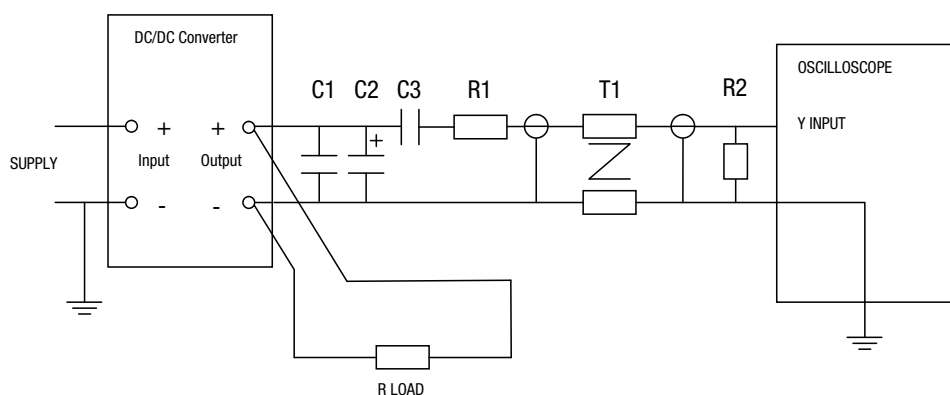 DC/DC Converter
OSCILLOSCOPE
C1 C2 C3 R1 T1 R2
+ + + Y INPUT
SUPPLY Input Output
- -
R LOAD